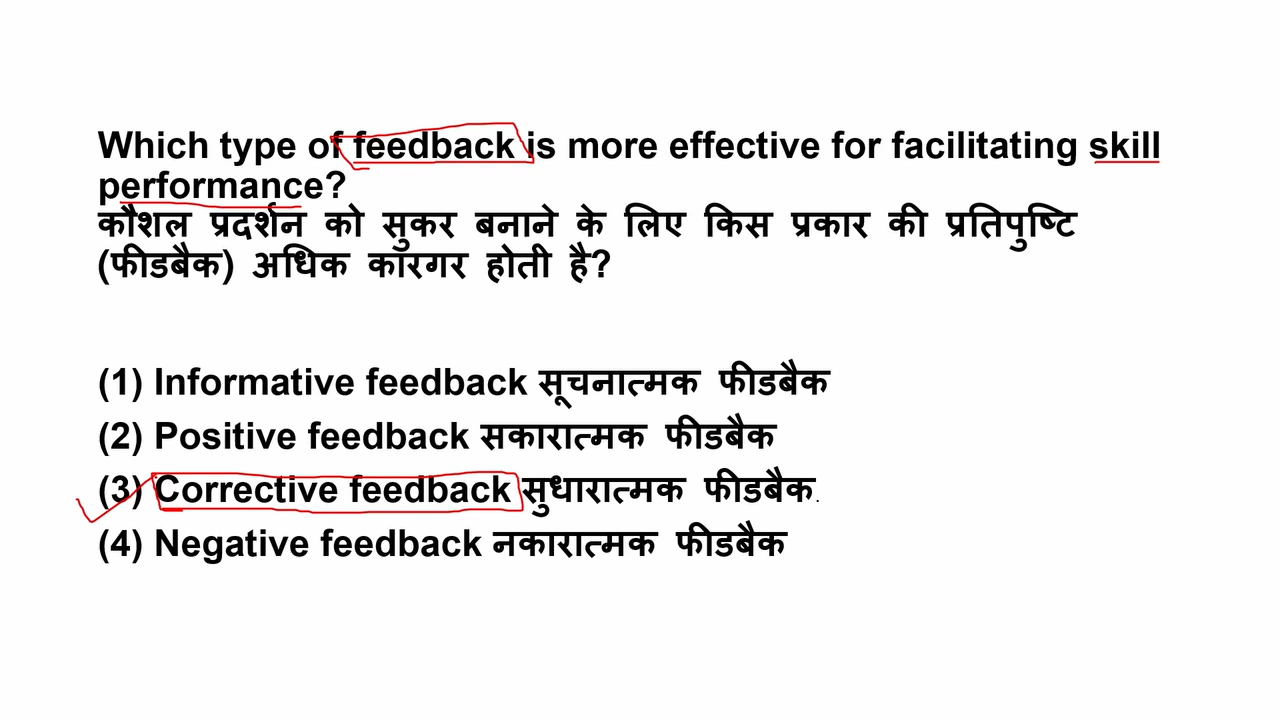 Which type of feedback is more effective for facilitating skill
performance?
कौशल प्रदर्शन को सुकर बनाने के लिए किस प्रकार की प्रतिपुष्टि
(फीडबैक) अधिक कारगर होती है?
(1) Informative feedback सूचनात्मक फीडबैक
(2) Positive feedback सकारात्मक फीडबैक
(3) Corrective feedback सुधारात्मक फीडबैक.
(4) Negative feedback नकारात्मक फीडबैक